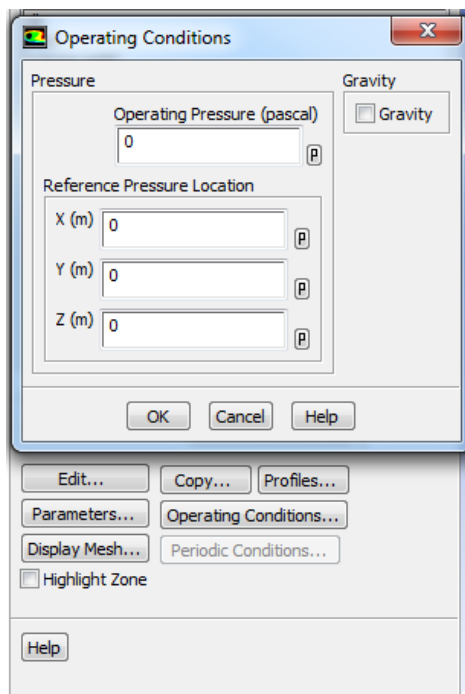 Operating Conditions
X
Pressure
Gravity
Operating Pressure (pascal)
Gravity
0
P
Reference Pressure Location
X (m)
0
P
Y (m)
0
P
Z (m)
0
P
OK
Cancel
Help
Edit...
Copy...
Profiles...
Parameters...
Operating Conditions...
Display Mesh...
Periodic Conditions...
Highlight Zone
Help